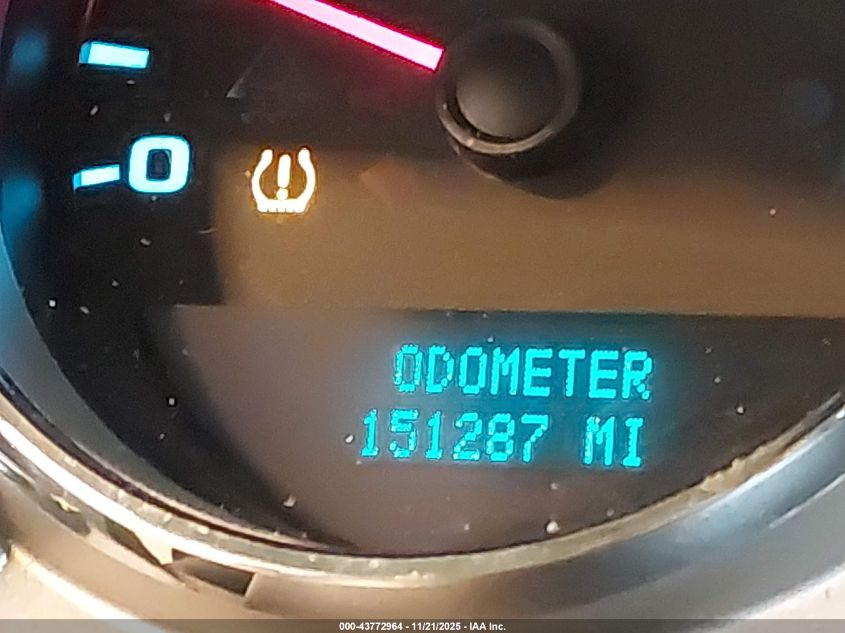 0
ODOMETER
151287 MI
000-43772964 - 11/21/2025 - IAA Inc.